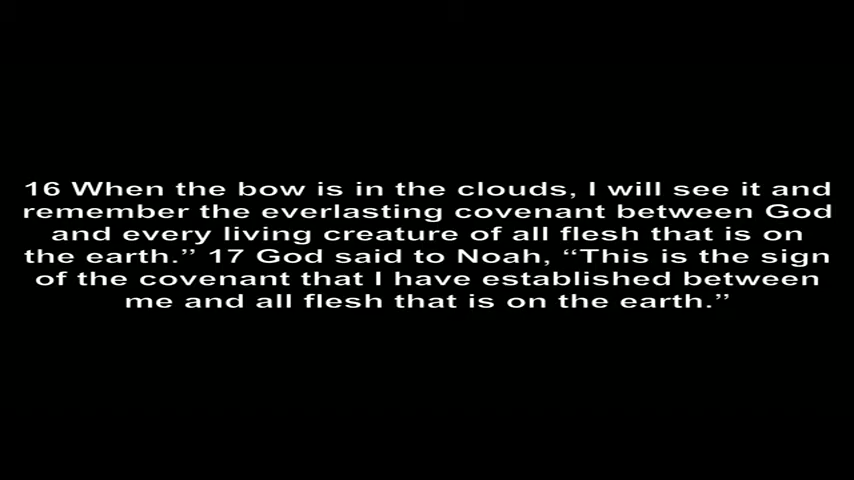 16 When the bow is in the clouds, I will see it and
remember the everlasting covenant between God
and every living creature of all flesh that is on
the earth.” 17 God said to Noah, “This is the sign
of the covenant that I have established between
me and all flesh that is on the earth.”